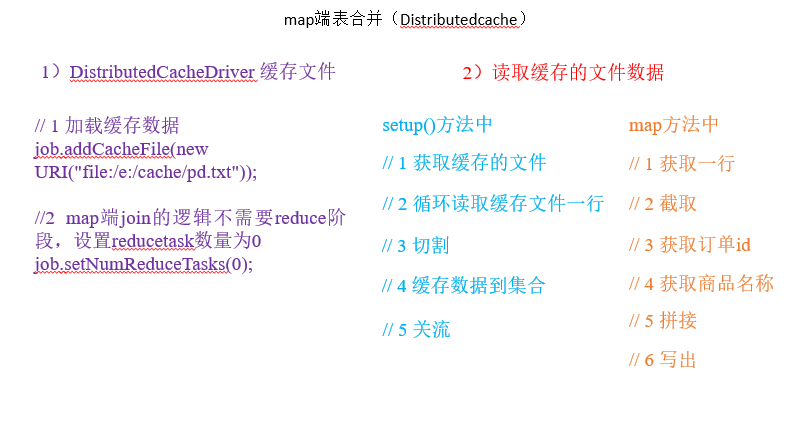 map端表合并（Distributedcache）
1）DistributedCacheDriver 缓存文件
// 1 加载缓存数据
job.addCacheFile(new
URI("file:/e:/cache/pd.txt"));
//2  map端join的逻辑不需要reduce阶
段，设置reducetask数量为0
job.setNumReduceTasks(0);
2）读取缓存的文件数据
setup()方法中
// 1 获取缓存的文件
// 2 循环读取缓存文件一行
// 3 切割
// 4 缓存数据到集合
// 5 关流
map方法中
// 1 获取一行
// 2 截取
// 3 获取订单id
// 4 获取商品名称
// 5 拼接
// 6 写出